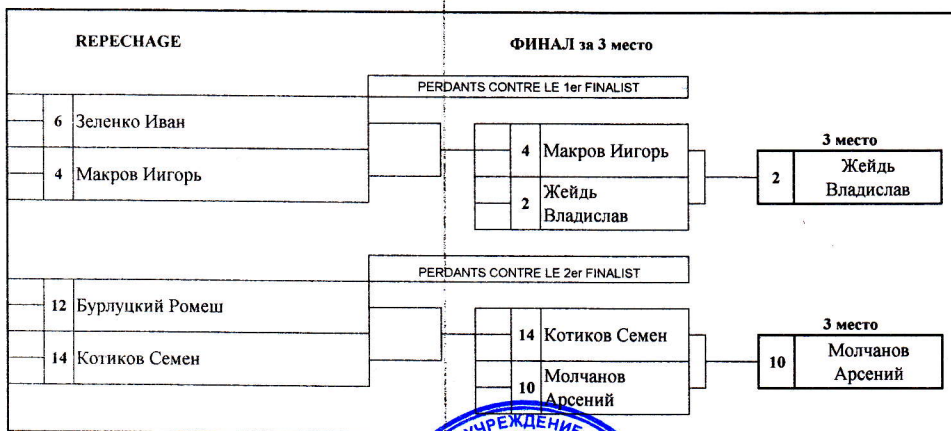 REPECHAGE
ФИНАЛ за 3 место
PERDANTS CONTRE LE 1er FINALIST
6 Зеленко Иван
4 Макров Иигорь
4 Макров Иигорь
2 Жейдь
Владислав
3 место
2 Жейдь
Владислав
PERDANTS CONTRE LE 2er FINALIST
12 Бурлуцкий Ромеш
14 Котиков Семен
14 Котиков Семен
10 Молчанов
Арсений
3 место
10 Молчанов
Арсений
УЧРЕЖДЕНИЕ